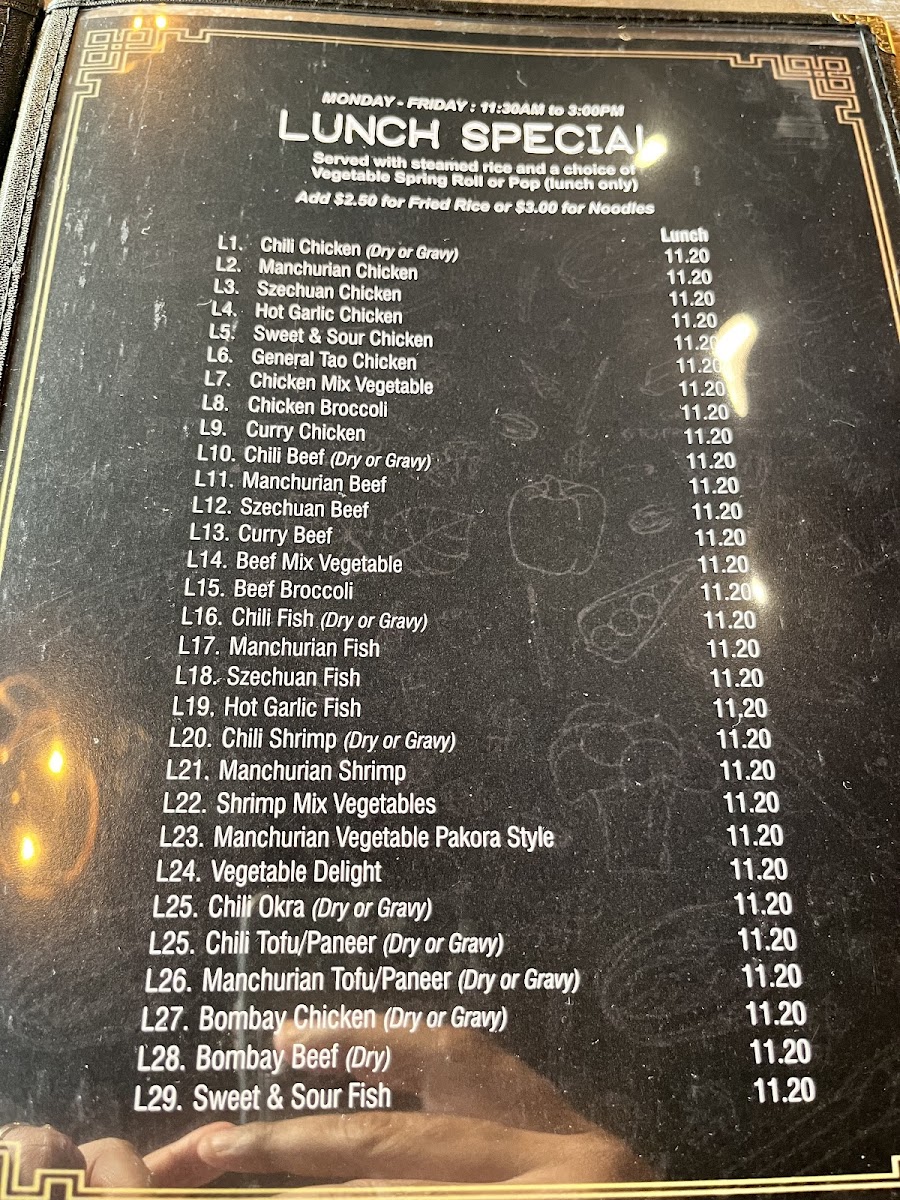 MONDAY - FRIDAY : 11:30AM to 3:00PM
LUNCH SPECIAL
Served with steamed rice and a choice of
Vegetable Spring Roll or Pop (lunch only)
Add $2.50 for Fried Rice or $3.00 for Noodles
Lunch
L1. Chili Chicken (Dry or Gravy) 11.20
L2. Manchurian Chicken 11.20
L3. Szechuan Chicken 11.20
L4. Hot Garlic Chicken 11.20
L5. Sweet & Sour Chicken 11.20
L6. General Tao Chicken 11.20
L7. Chicken Mix Vegetable 11.20
L8. Chicken Broccoli 11.20
L9. Curry Chicken 11.20
L10. Chili Beef (Dry or Gravy) 11.20
L11. Manchurian Beef 11.20
L12. Szechuan Beef 11.20
L13. Curry Beef 11.20
L14. Beef Mix Vegetable 11.20
L15. Beef Broccoli 11.20
L16. Chili Fish (Dry or Gravy) 11.20
L17. Manchurian Fish 11.20
L18. Szechuan Fish 11.20
L19. Hot Garlic Fish 11.20
L20. Chili Shrimp (Dry or Gravy) 11.20
L21. Manchurian Shrimp 11.20
L22. Shrimp Mix Vegetables 11.20
L23. Manchurian Vegetable Pakora Style 11.20
L24. Vegetable Delight 11.20
L25. Chili Okra (Dry or Gravy) 11.20
L25. Chili Tofu/Paneer (Dry or Gravy) 11.20
L26. Manchurian Tofu/Paneer (Dry or Gravy) 11.20
L27. Bombay Chicken (Dry or Gravy) 11.20
L28. Bombay Beef (Dry) 11.20
L29. Sweet & Sour Fish 11.20